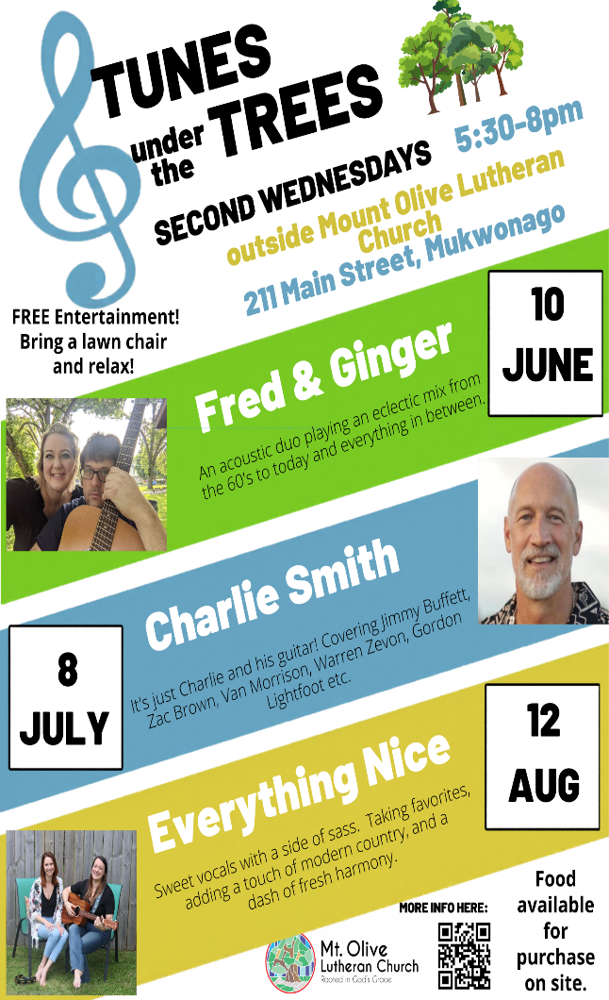 TUNES
under the TREES
SECOND WEDNESDAYS
5:30-8pm
outside Mount Olive Lutheran
Church
211 Main Street, Mukwonago
FREE Entertainment!
Bring a lawn chair
and relax!
10
JUNE
Fred & Ginger
An acoustic duo playing an eclectic mix from
the 60's to today and everything in between.
Charlie Smith
8
JULY
It's just Charlie and his guitar! Covering Jimmy Buffett,
Zac Brown, Van Morrison, Warren Zevon, Gordon
Lightfoot etc.
12
AUG
Everything Nice
Sweet vocals with a side of sass. Taking favorites,
adding a touch of modern country, and a
dash of fresh harmony.
MORE INFO HERE:
Food
available
for
purchase
on site.
Mt. Olive
Lutheran Church
Rooted in God's Grace